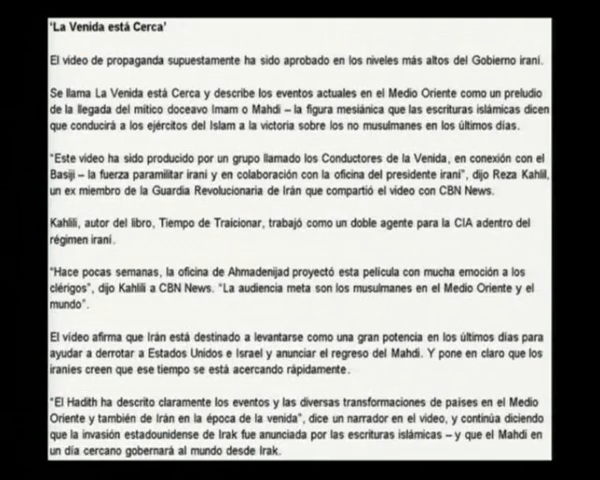 ‘La Venida está Cerca’
El video de propaganda supuestamente ha sido aprobado en los niveles más altos del Gobierno iraní.
Se llama La Venida está Cerca y describe los eventos actuales en el Medio Oriente como un preludio
de la llegada del mítico doceavo Imam o Mahdi – la figura mesiánica que las escrituras islámicas dicen
que conducirá a los ejércitos del Islam a la victoria sobre los no musulmanes en los últimos días.
“Este video ha sido producido por un grupo llamado los Conductores de la Venida, en conexión con el
Basiji – la fuerza paramilitar iraní y en colaboración con la oficina del presidente iraní”, dijo Reza Kahlil,
un ex miembro de la Guardia Revolucionaria de Irán que compartió el video con CBN News.
Kahlili, autor del libro, Tiempo de Traicionar, trabajó como un doble agente para la CIA adentro del
régimen iraní.
“Hace pocas semanas, la oficina de Ahmadenijad proyectó esta película con mucha emoción a los
clérigos”, dijo Kahlili a CBN News. “La audiencia meta son los musulmanes en el Medio Oriente y el
mundo”.
El video afirma que Irán está destinado a levantarse como una gran potencia en los últimos días para
ayudar a derrotar a Estados Unidos e Israel y anunciar el regreso del Mahdi. Y pone en claro que los
iraníes creen que ese tiempo se está acercando rápidamente.
“El Hadith ha descrito claramente los eventos y las diversas transformaciones de países en el Medio
Oriente y también de Irán en la época de la venida”, dice un narrador en el video, y continúa diciendo
que la invasión estadounidense de Irak fue anunciada por las escrituras islámicas – y que el Mahdi en
un día cercano gobernará al mundo desde Irak.